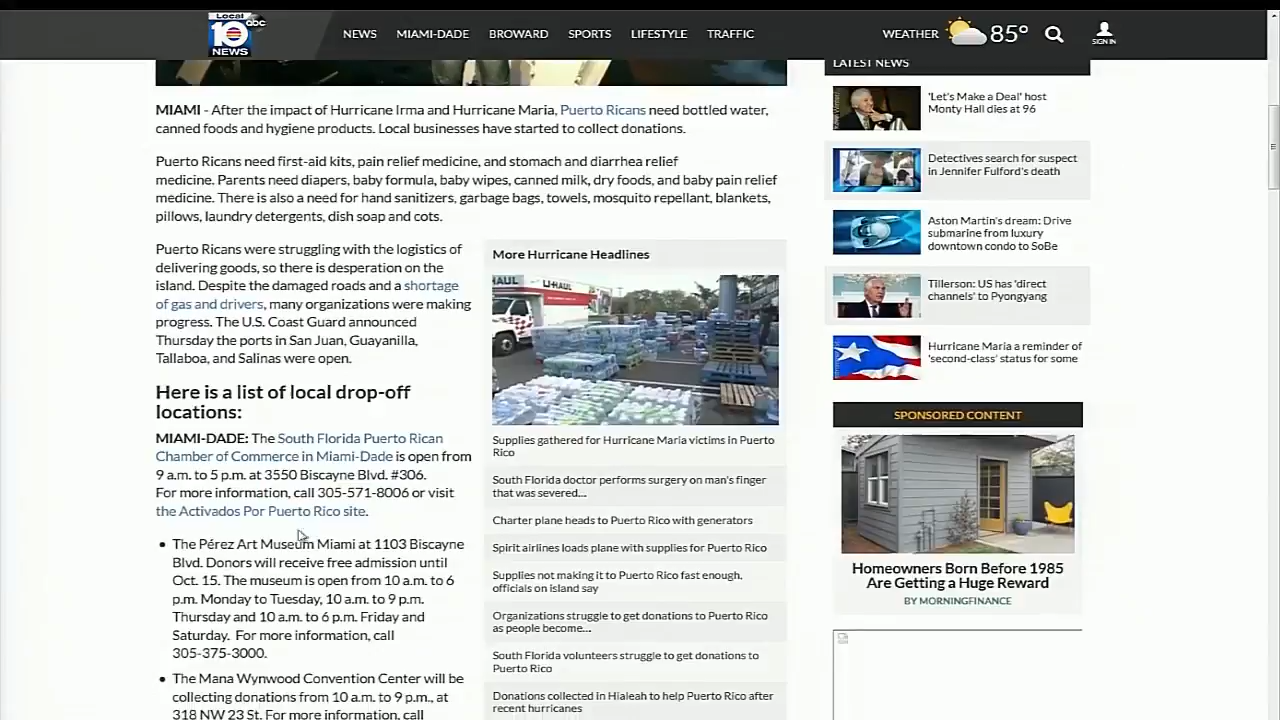 Local
10
abc
NEWS
NEWS
MIAMI-DADE
BROWARD
SPORTS
LIFESTYLE
TRAFFIC
WEATHER
85°
SIGN IN
MIAMI - After the impact of Hurricane Irma and Hurricane Maria, Puerto Ricans need bottled water,
canned foods and hygiene products. Local businesses have started to collect donations.
Puerto Ricans need first-aid kits, pain relief medicine, and stomach and diarrhea relief
medicine. Parents need diapers, baby formula, baby wipes, canned milk, dry foods, and baby pain relief
medicine. There is also a need for hand sanitizers, garbage bags, towels, mosquito repellant, blankets,
pillows, laundry detergents, dish soap and cots.
Puerto Ricans were struggling with the logistics of
delivering goods, so there is desperation on the
island. Despite the damaged roads and a shortage
of gas and drivers, many organizations were making
progress. The U.S. Coast Guard announced
Thursday the ports in San Juan, Guayanilla,
Tallaboa, and Salinas were open.
Here is a list of local drop-off
locations:
MIAMI-DADE: The South Florida Puerto Rican
Chamber of Commerce in Miami-Dade is open from
9 a.m. to 5 p.m. at 3550 Biscayne Blvd. #306.
For more information, call 305-571-8006 or visit
the Activados Por Puerto Rico site.
• The Pérez Art Museum Miami at 1103 Biscayne
Blvd. Donors will receive free admission until
Oct. 15. The museum is open from 10 a.m. to 6
p.m. Monday to Tuesday, 10 a.m. to 9 p.m.
Thursday and 10 a.m. to 6 p.m. Friday and
Saturday. For more information, call
305-375-3000.
• The Mana Wynwood Convention Center will be
collecting donations from 10 a.m. to 9 p.m., at
318 NW 23 St. For more information, call
More Hurricane Headlines
HAUL
U-HAUL
Supplies gathered for Hurricane Maria victims in Puerto
Rico
South Florida doctor performs surgery on man's finger
that was severed...
Charter plane heads to Puerto Rico with generators
Spirit airlines loads plane with supplies for Puerto Rico
Supplies not making it to Puerto Rico fast enough,
officials on island say
Organizations struggle to get donations to Puerto Rico
as people become...
South Florida volunteers struggle to get donations to
Puerto Rico
Donations collected in Hialeah to help Puerto Rico after
recent hurricanes
LATEST NEWS
'Let's Make a Deal' host
Monty Hall dies at 96
Detectives search for suspect
in Jennifer Fulford's death
Aston Martin's dream: Drive
submarine from luxury
downtown condo to SoBe
Tillerson: US has 'direct
channels' to Pyongyang
Hurricane Maria a reminder of
'second-class' status for some
SPONSORED CONTENT
Homeowners Born Before 1985
Are Getting a Huge Reward
BY MORNINGFINANCE